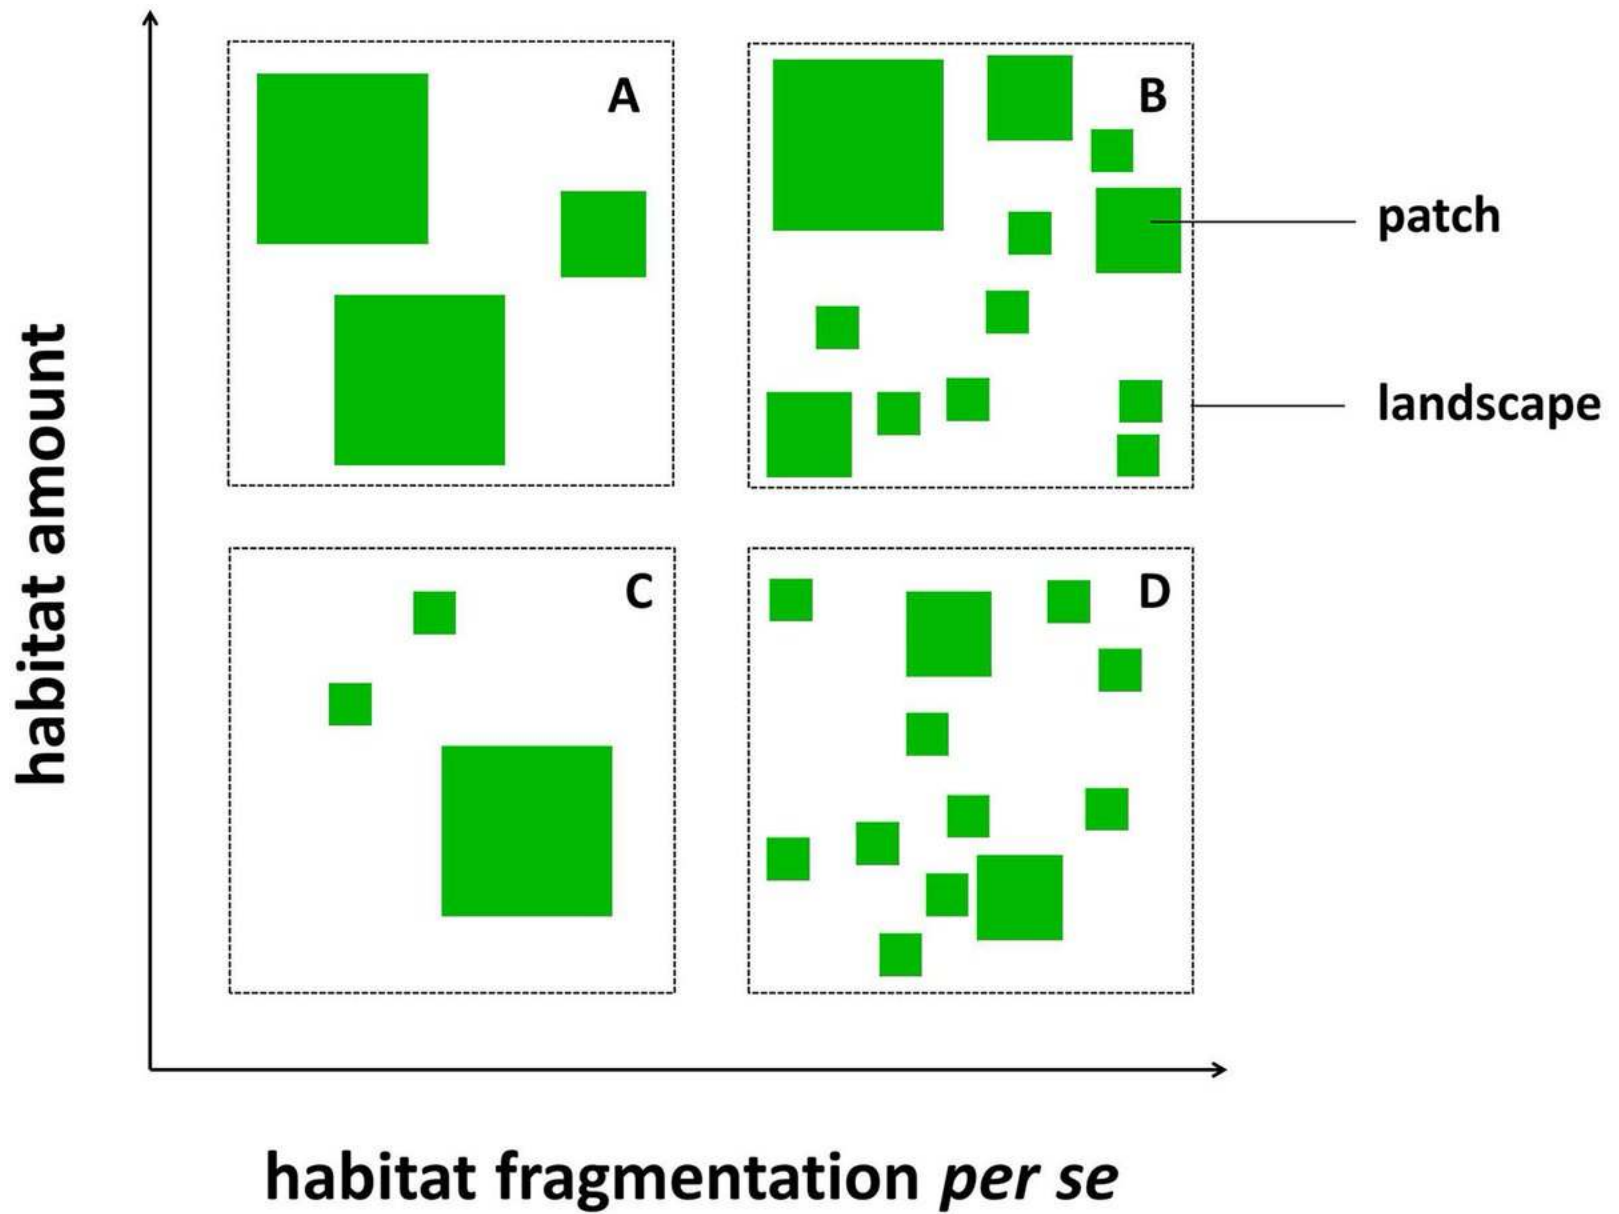 A
B
patch
landscape
habitat amount
C
D
habitat fragmentation per se